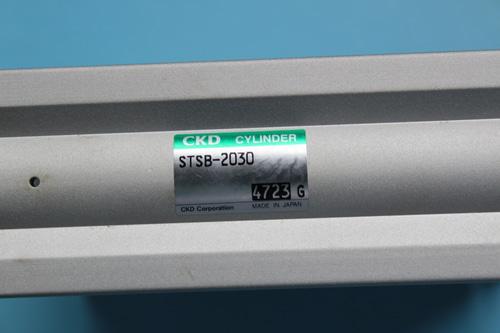 CKD CYLINDER
STSB-2030
4723 G
CKD Corporation MADE IN JAPAN